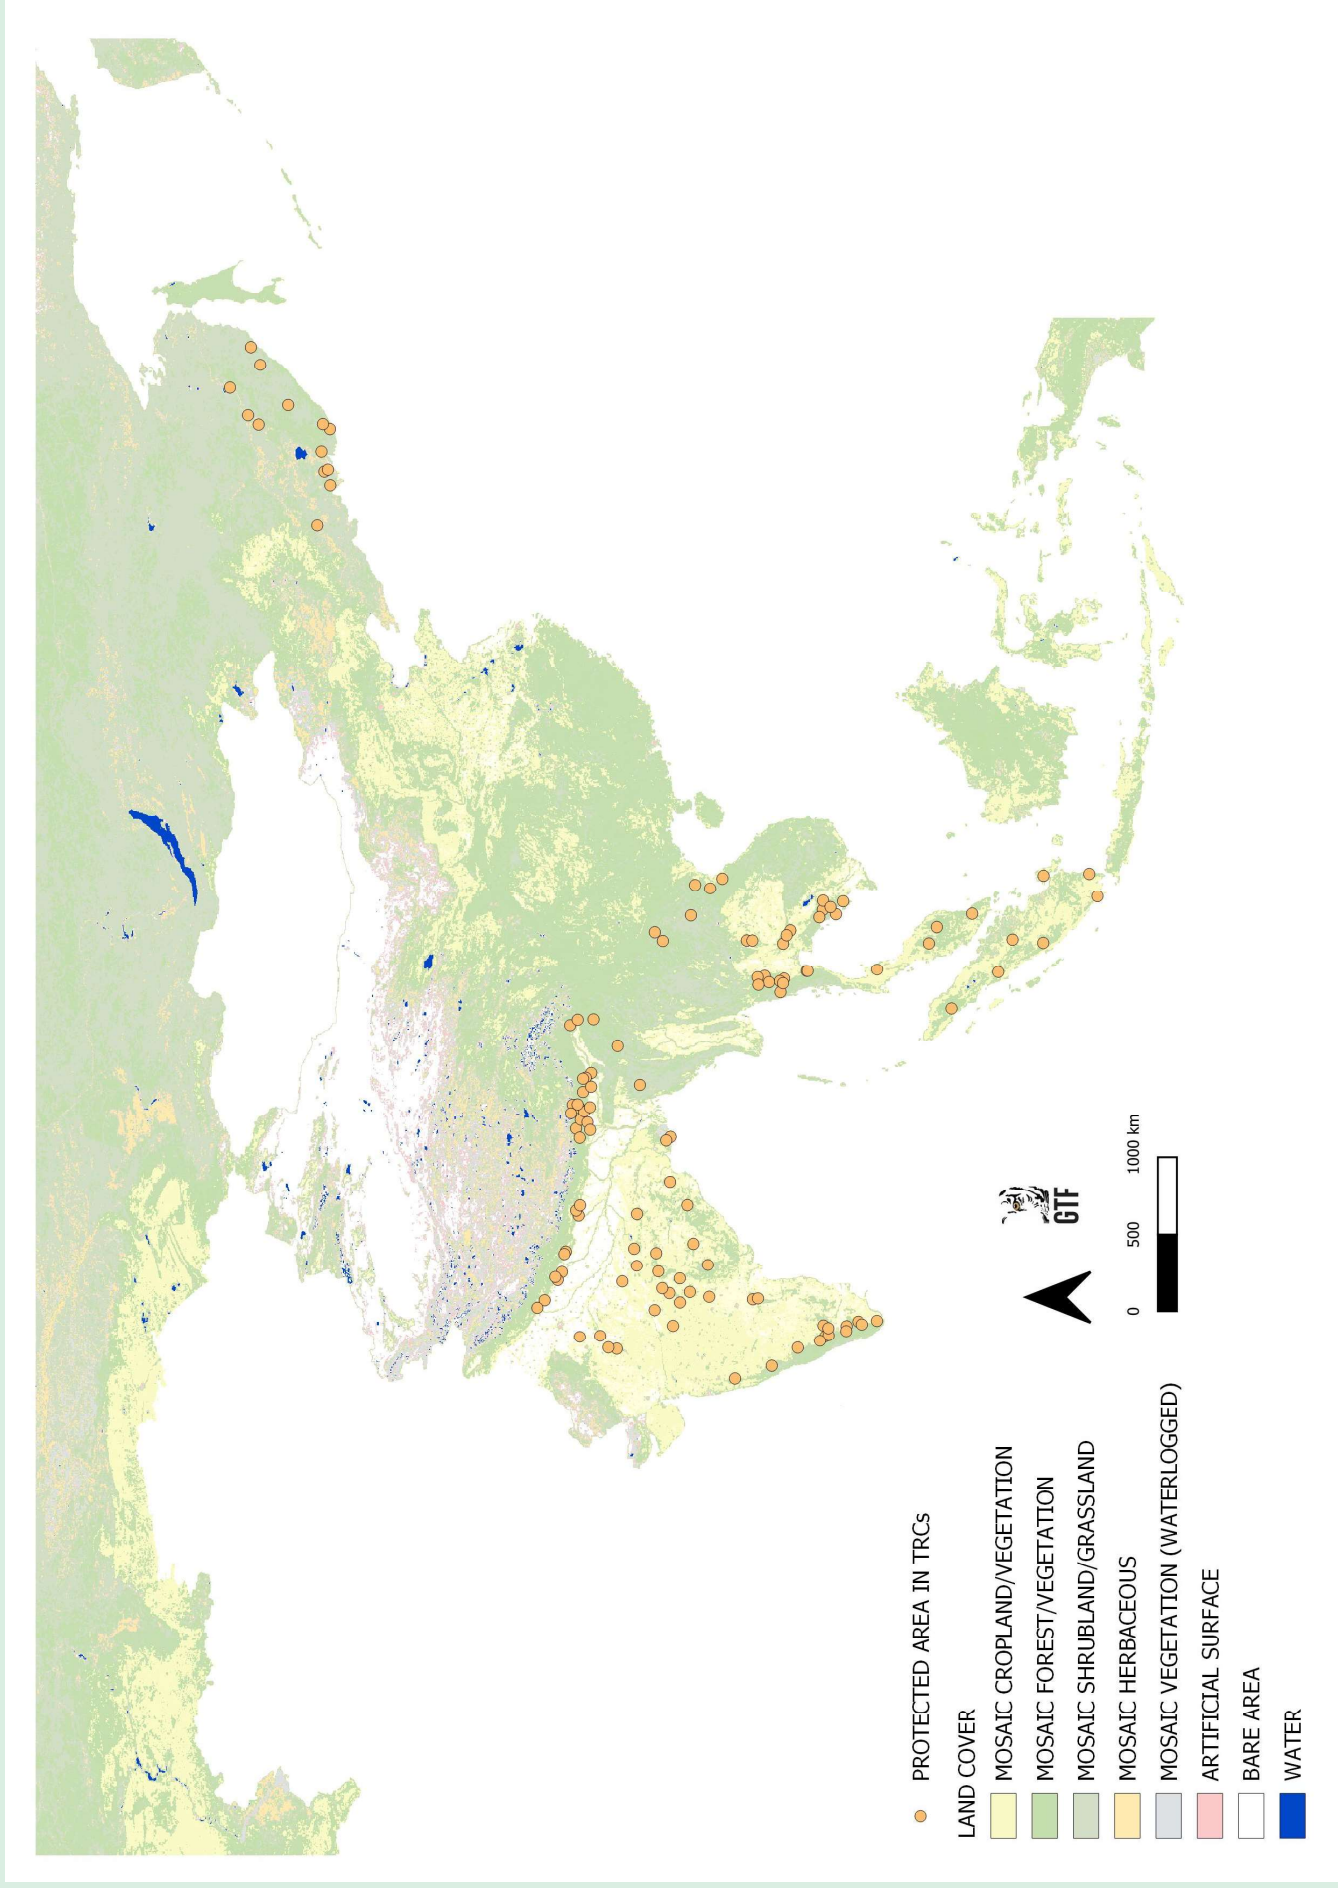 PROTECTED AREA IN TRCs
LAND COVER
MOSAIC CROPLAND/VEGETATION
MOSAIC FOREST/VEGETATION
MOSAIC SHRUBLAND/GRASSLAND
MOSAIC HERBACEOUS
MOSAIC VEGETATION (WATERLOGGED)
ARTIFICIAL SURFACE
BARE AREA
WATER
GTF
0 500 1000 km